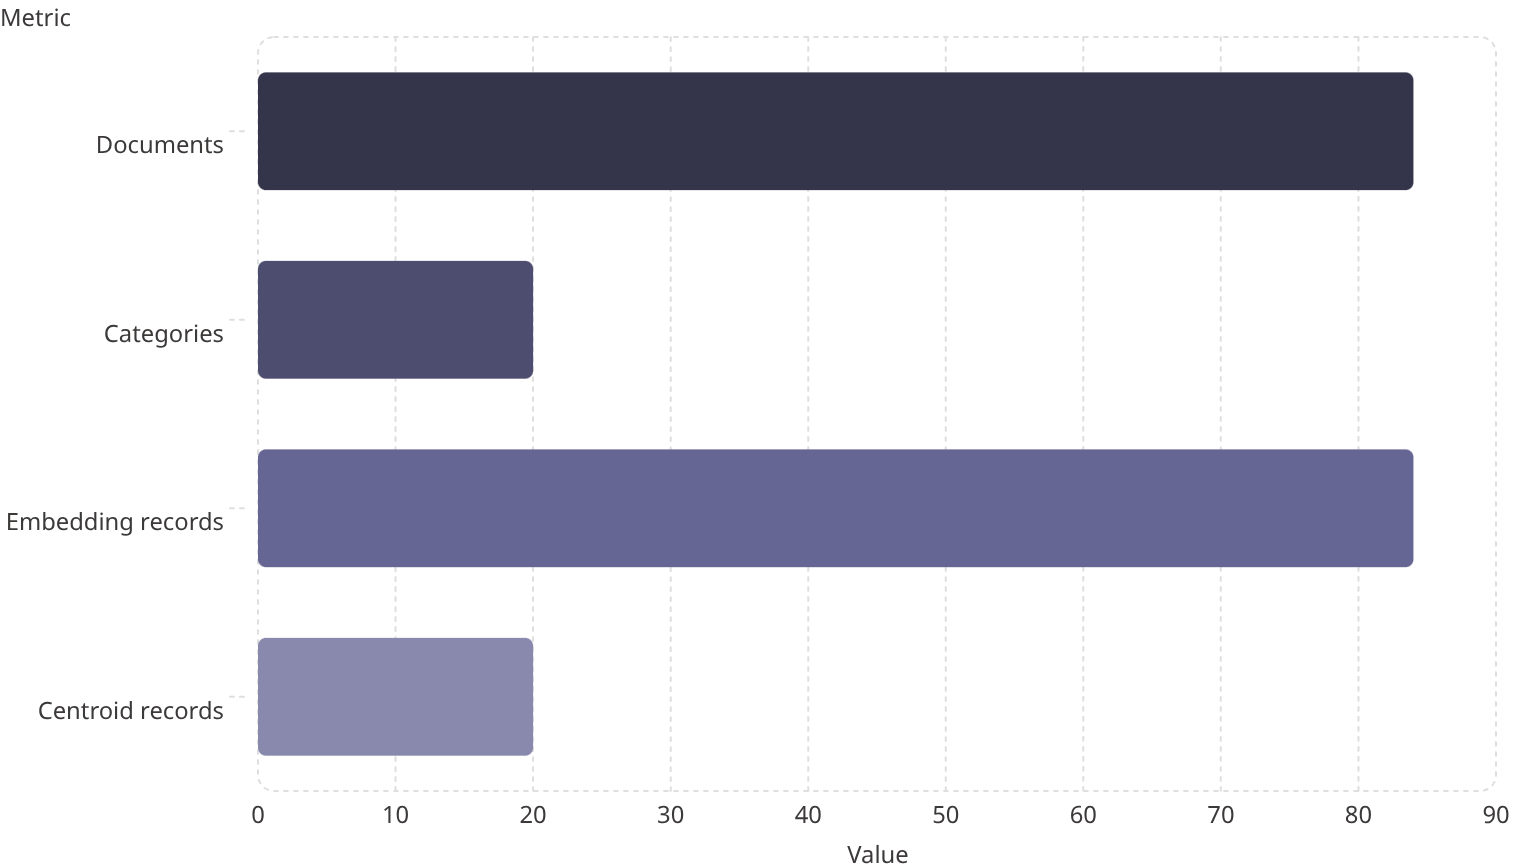 Metric
Documents
Categories
Embedding records
Centroid records
0 10 20 30 40 50 60 70 80 90
Value